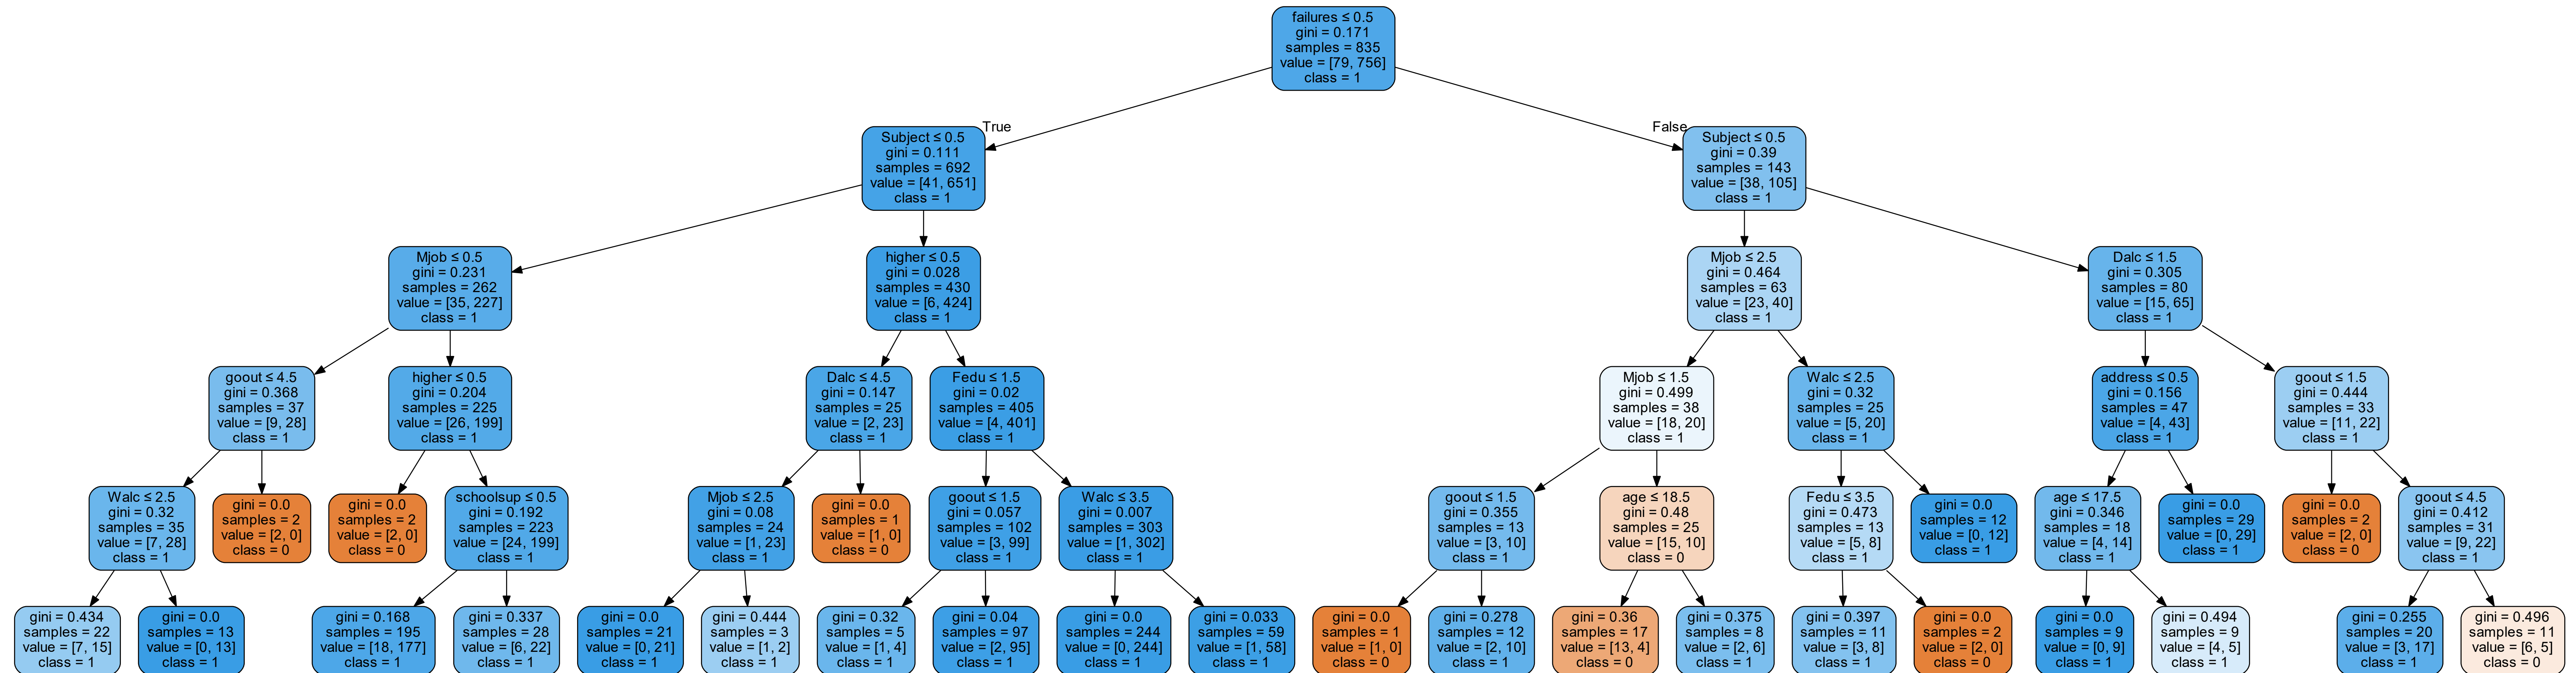 failures ≤ 0.5
gini = 0.171
samples = 835
value = [79, 756]
class = 1
True
False
Subject ≤ 0.5
gini = 0.111
samples = 692
value = [41, 651]
class = 1
Subject ≤ 0.5
gini = 0.39
samples = 143
value = [38, 105]
class = 1
Mjob ≤ 0.5
gini = 0.231
samples = 262
value = [35, 227]
class = 1
higher ≤ 0.5
gini = 0.028
samples = 430
value = [6, 424]
class = 1
Mjob ≤ 2.5
gini = 0.464
samples = 63
value = [23, 40]
class = 1
Dalc ≤ 1.5
gini = 0.305
samples = 80
value = [15, 65]
class = 1
goout ≤ 4.5
gini = 0.368
samples = 37
value = [9, 28]
class = 1
higher ≤ 0.5
gini = 0.204
samples = 225
value = [26, 199]
class = 1
Dalc ≤ 4.5
gini = 0.147
samples = 25
value = [2, 23]
class = 1
Fedu ≤ 1.5
gini = 0.02
samples = 405
value = [4, 401]
class = 1
Mjob ≤ 1.5
gini = 0.499
samples = 38
value = [18, 20]
class = 1
Walc ≤ 2.5
gini = 0.32
samples = 25
value = [5, 20]
class = 1
address ≤ 0.5
gini = 0.156
samples = 47
value = [4, 43]
class = 1
goout ≤ 1.5
gini = 0.444
samples = 33
value = [11, 22]
class = 1
Walc ≤ 2.5
gini = 0.32
samples = 35
value = [7, 28]
class = 1
gini = 0.0
samples = 2
value = [2, 0]
class = 0
gini = 0.0
samples = 2
value = [2, 0]
class = 0
schoolsup ≤ 0.5
gini = 0.192
samples = 223
value = [24, 199]
class = 1
Mjob ≤ 2.5
gini = 0.08
samples = 24
value = [1, 23]
class = 1
gini = 0.0
samples = 1
value = [1, 0]
class = 0
goout ≤ 1.5
gini = 0.057
samples = 102
value = [3, 99]
class = 1
Walc ≤ 3.5
gini = 0.007
samples = 303
value = [1, 302]
class = 1
goout ≤ 1.5
gini = 0.355
samples = 13
value = [3, 10]
class = 1
age ≤ 18.5
gini = 0.48
samples = 25
value = [15, 10]
class = 0
Fedu ≤ 3.5
gini = 0.473
samples = 13
value = [5, 8]
class = 1
gini = 0.0
samples = 12
value = [0, 12]
class = 1
age ≤ 17.5
gini = 0.346
samples = 18
value = [4, 14]
class = 1
gini = 0.0
samples = 29
value = [0, 29]
class = 1
gini = 0.0
samples = 2
value = [2, 0]
class = 0
goout ≤ 4.5
gini = 0.412
samples = 31
value = [9, 22]
class = 1
gini = 0.434
samples = 22
value = [7, 15]
class = 1
gini = 0.0
samples = 13
value = [0, 13]
class = 1
gini = 0.168
samples = 195
value = [18, 177]
class = 1
gini = 0.337
samples = 28
value = [6, 22]
class = 1
gini = 0.0
samples = 21
value = [0, 21]
class = 1
gini = 0.444
samples = 3
value = [1, 2]
class = 1
gini = 0.32
samples = 5
value = [1, 4]
class = 1
gini = 0.04
samples = 97
value = [2, 95]
class = 1
gini = 0.0
samples = 244
value = [0, 244]
class = 1
gini = 0.033
samples = 59
value = [1, 58]
class = 1
gini = 0.0
samples = 1
value = [1, 0]
class = 0
gini = 0.278
samples = 12
value = [2, 10]
class = 1
gini = 0.36
samples = 17
value = [13, 4]
class = 0
gini = 0.375
samples = 8
value = [2, 6]
class = 1
gini = 0.397
samples = 11
value = [3, 8]
class = 1
gini = 0.0
samples = 2
value = [2, 0]
class = 0
gini = 0.0
samples = 9
value = [0, 9]
class = 1
gini = 0.494
samples = 9
value = [4, 5]
class = 1
gini = 0.255
samples = 20
value = [3, 17]
class = 1
gini = 0.496
samples = 11
value = [6, 5]
class = 0